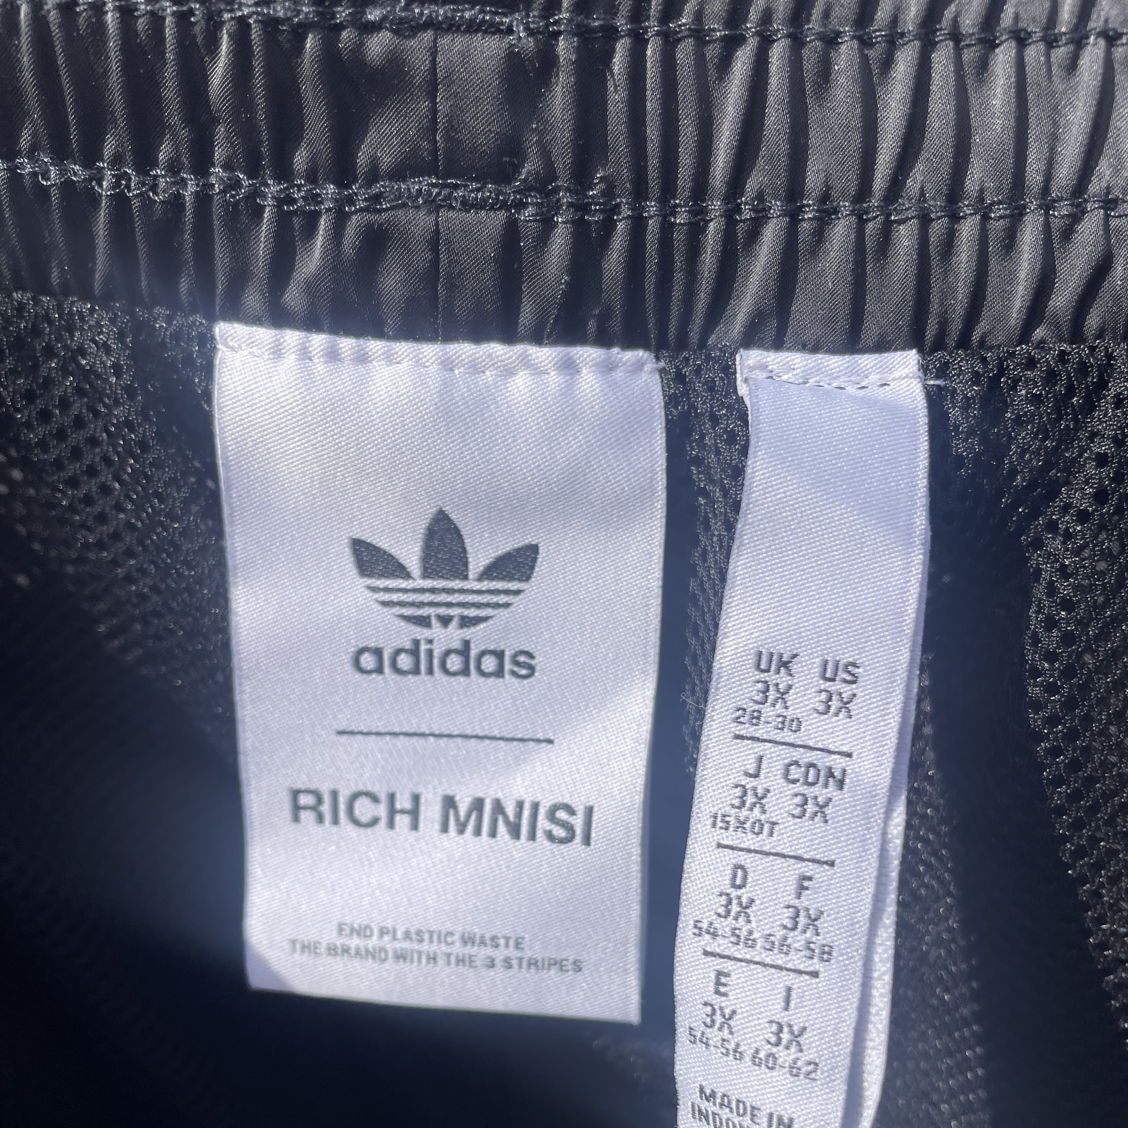 adidas
RICH MNISI
END PLASTIC WASTE
THE BRAND WITH THE 3 STRIPES
UK US
3X 3X
28-30
J CDN
3X 3X
15XOT
D F
3X 3X
54-56 56-58
E I
3X 3X
54-56 60-62
MADE IN